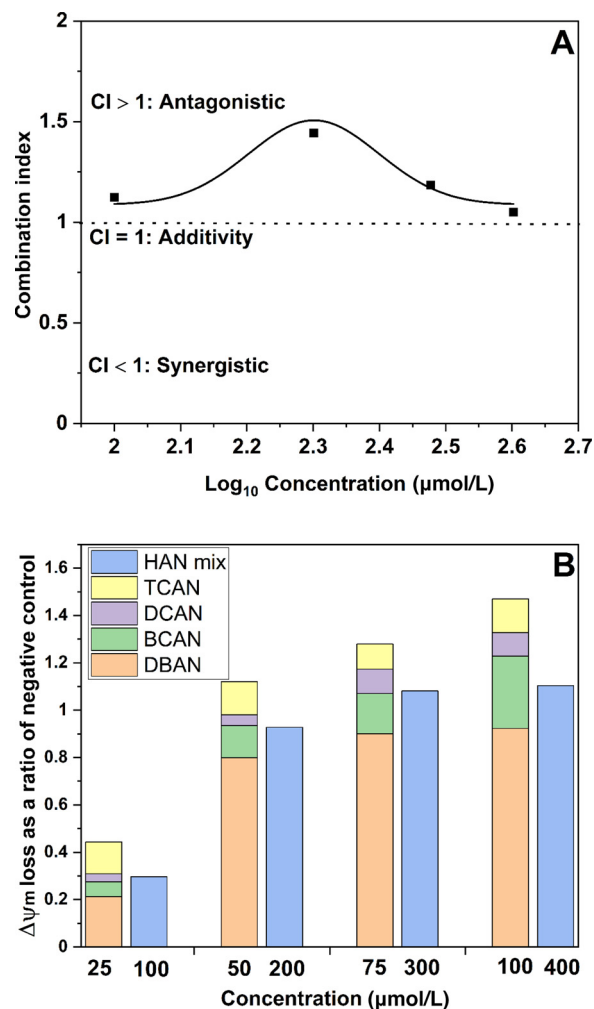 A
2
1.5
1
0.5
0
Combination index
CI > 1: Antagonistic
CI = 1: Additivity
CI < 1: Synergistic
2 2.1 2.2 2.3 2.4 2.5 2.6 2.7
Log₁₀ Concentration (µmol/L)
B
1.6
1.4
1.2
1
0.8
0.6
0.4
0.2
0
Δψm loss as a ratio of negative control
HAN mix
TCAN
DCAN
BCAN
DBAN
25 100 50 200 75 300 100 400
Concentration (µmol/L)